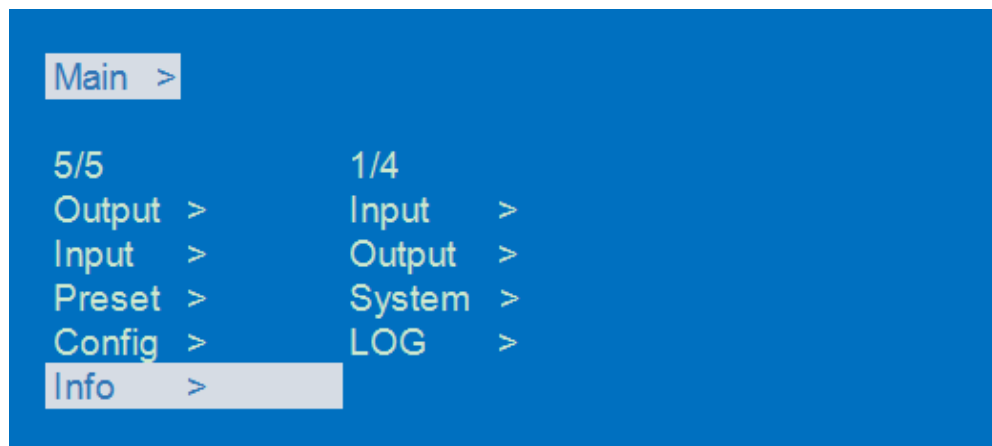 Main >
5/5 1/4
Output > Input >
Input > Output >
Preset > System >
Config > LOG >
Info >